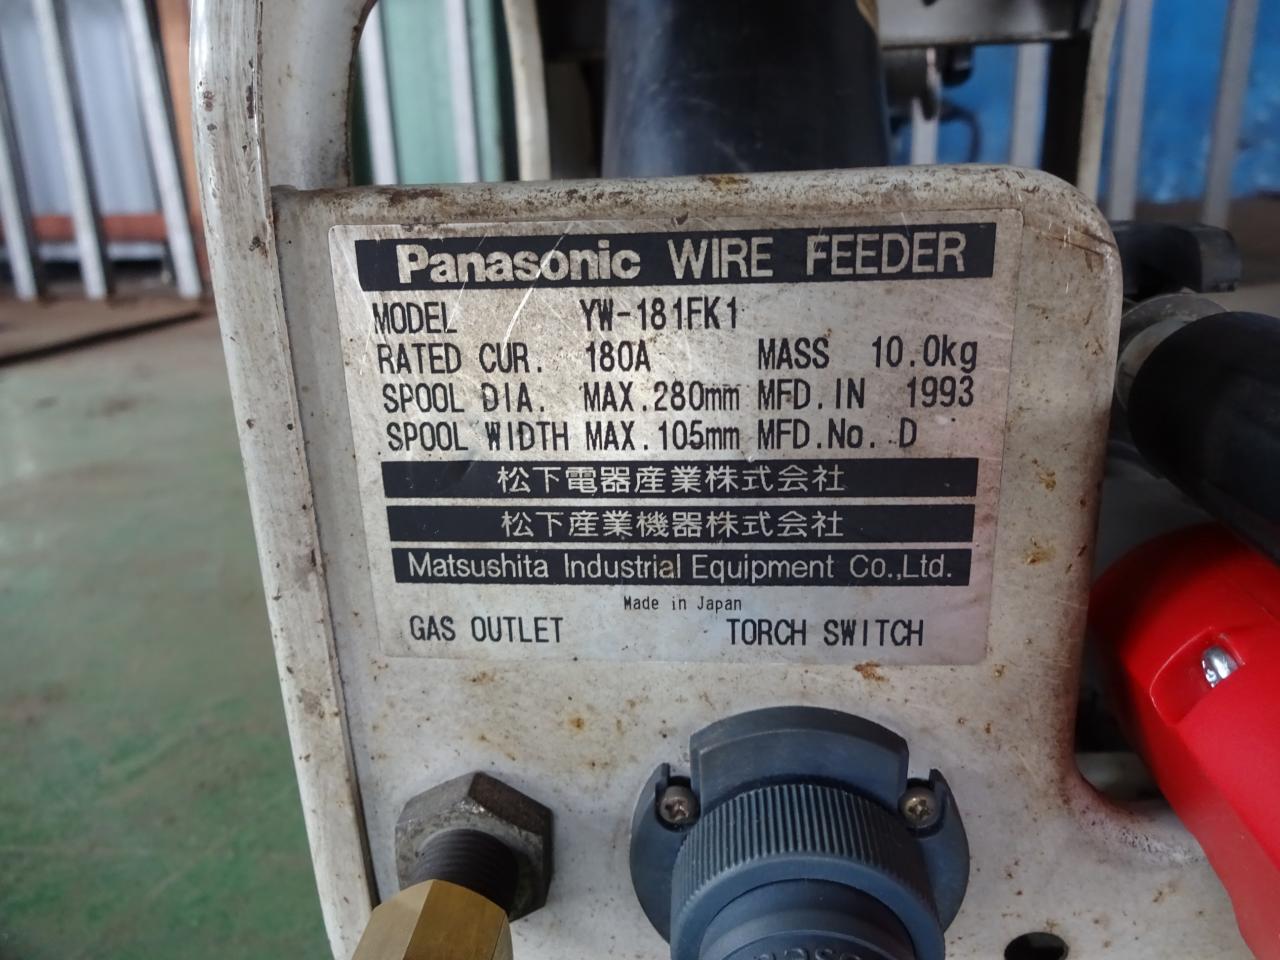 Panasonic WIRE FEEDER
MODEL YW-181FK1
RATED CUR. 180A MASS 10.0kg
SPOOL DIA. MAX.280mm MFD.IN 1993
SPOOL WIDTH MAX.105mm MFD.No. D
松下電器産業株式会社
松下産業機器株式会社
Matsushita Industrial Equipment Co.,Ltd.
Made in Japan
GAS OUTLET TORCH SWITCH